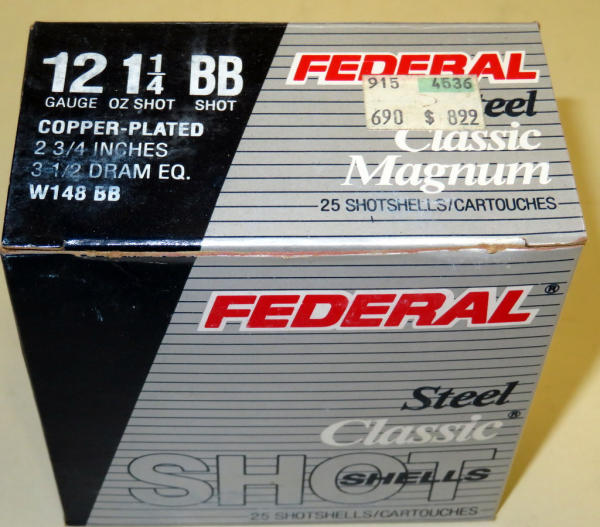 12 1 1/4 BB
GAUGE OZ SHOT SHOT
COPPER-PLATED
2 3/4 INCHES
3 1/2 DRAM EQ.
W148 BB
FEDERAL
915 4536
690 $ 899
Steel
Classic
Magnum
25 SHOTSHELLS/CARTOUCHES
FEDERAL®
Steel
Classic®
SHOT
SHELLS
25 SHOTSHELLS/CARTOUCHES